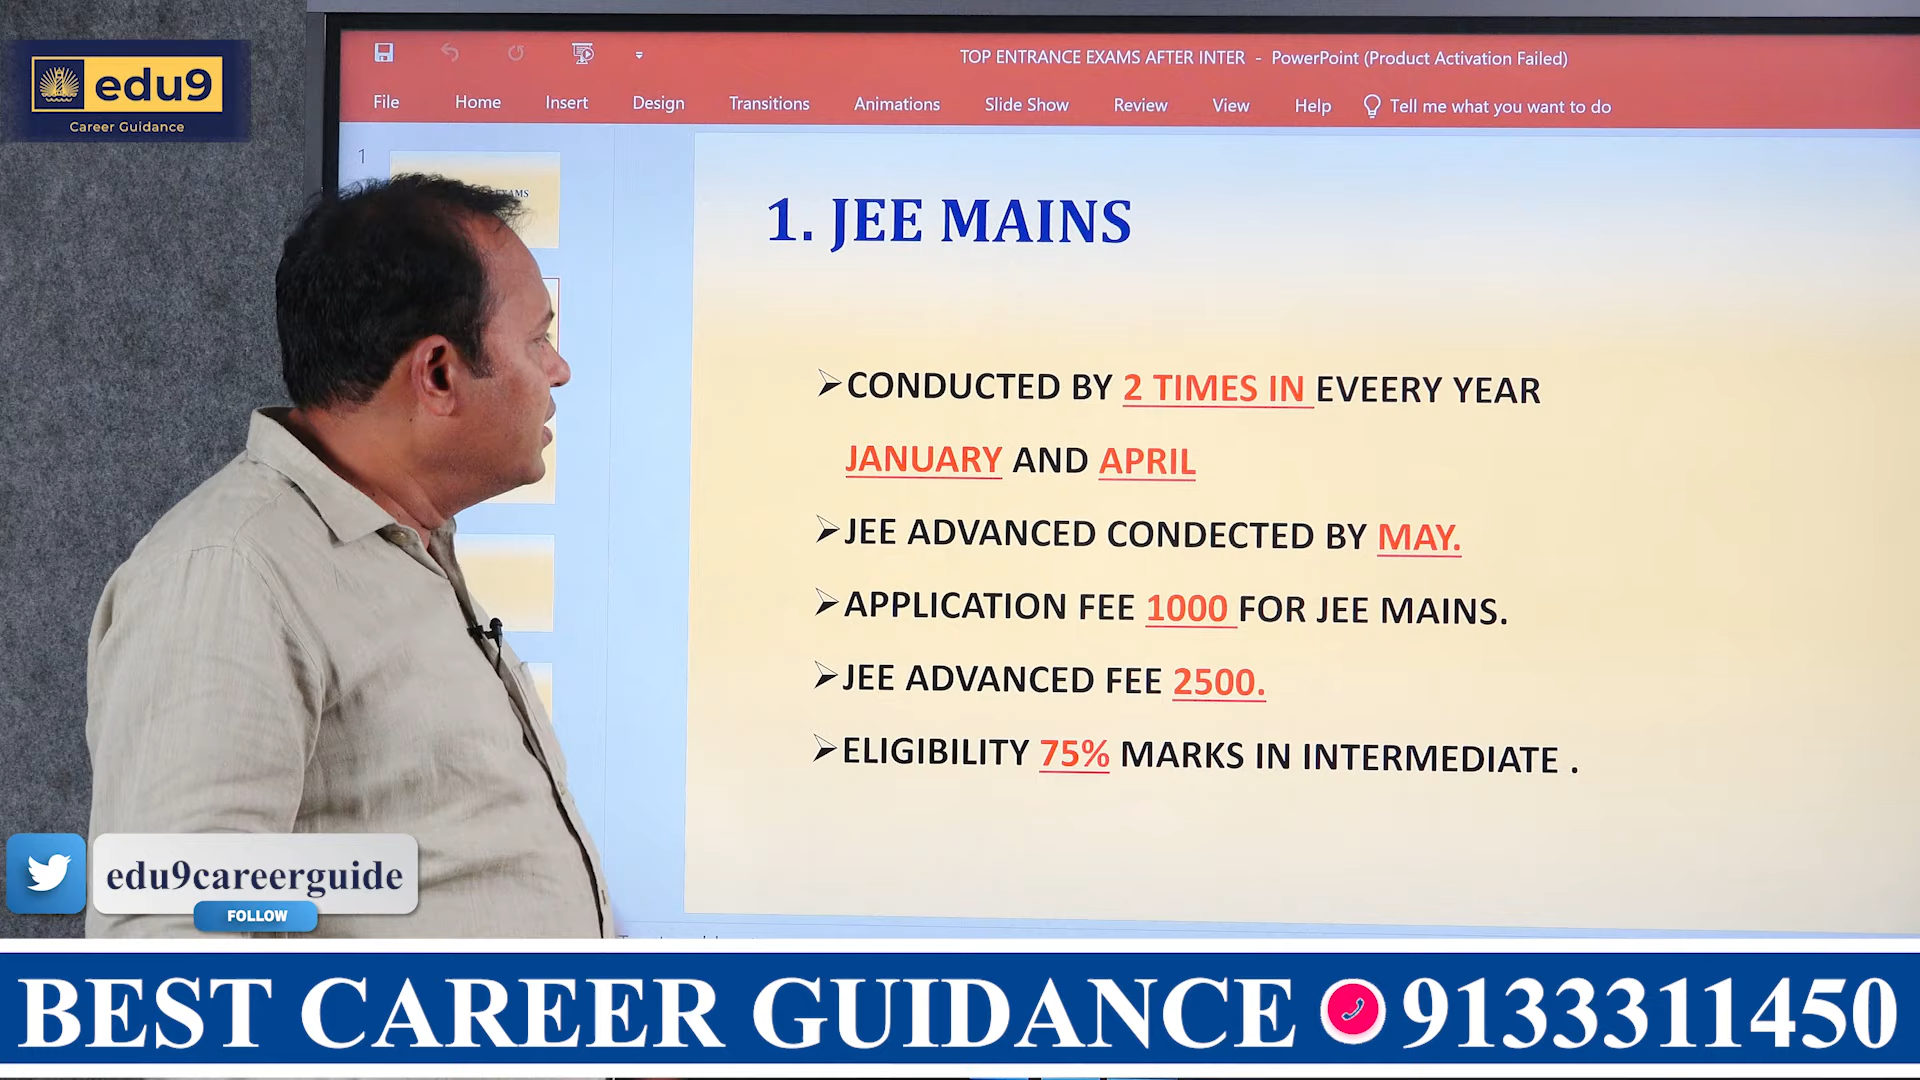 edu9
Career Guidance
TOP ENTRANCE EXAMS AFTER INTER - PowerPoint (Product Activation Failed)
File Home Insert Design Transitions Animations Slide Show Review View Help Tell me what you want to do
1
EXAMS
1. JEE MAINS
➢CONDUCTED BY 2 TIMES IN EVEERY YEAR
JANUARY AND APRIL
➢JEE ADVANCED CONDECTED BY MAY.
➢APPLICATION FEE 1000 FOR JEE MAINS.
➢JEE ADVANCED FEE 2500.
➢ELIGIBILITY 75% MARKS IN INTERMEDIATE .
edu9careerguide
FOLLOW
BEST CAREER GUIDANCE 9133311450